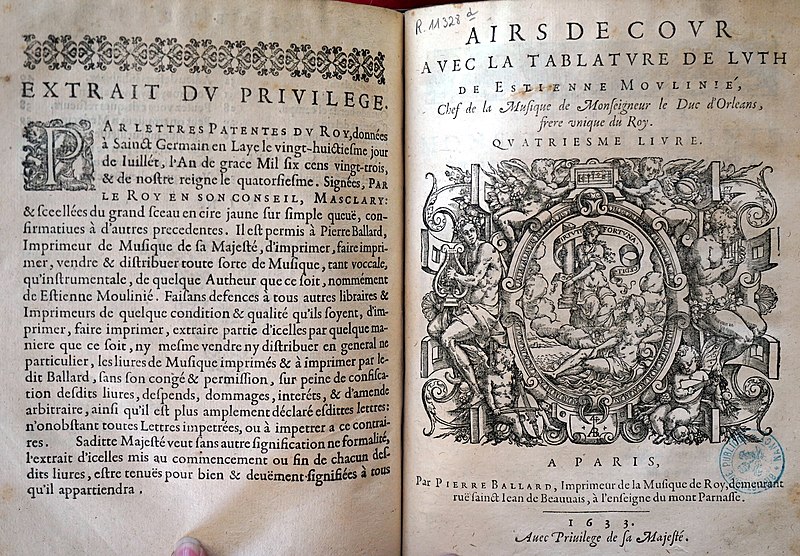 EXTRAIT DV PRIVILEGE.
PAR LETTRES PATENTES DV ROY, données
à Sainct Germain en Laye le vingt-huictiesme jour
de Iuillet, l'An de grace Mil six cens vingt-trois,
& de nostre reigne le quatorsiesme. Signées, PAR
LE ROY EN SON CONSEIL, MASCLARY:
& sceellées du grand sceau en cire jaune sur simple queuë, con-
firmatiues à d'autres precedentes. Il est permis à Pierre Ballard,
Imprimeur de Musique de sa Majesté, d'imprimer, faire impri-
mer, vendre & distribuer toute sorte de Musique, tant voccale,
qu'instrumentale, de quelque Autheur que ce soit, nommément
de Estienne Moulinié. Faisans defences à tous autres libraires &
Imprimeurs de quelque condition & qualité qu'ils soyent, d'im-
primer, faire imprimer, extraire partie d'icelles par quelque ma-
niere que ce soit, ny mesme vendre ny distribuer en general ne
particulier, les liures de Musique imprimés & à imprimer par le-
dit Ballard, sans son congé & permission, sur peine de confisca-
tion desdits liures, despends, dommages, interéts, & d'amende
arbitraire, ainsi qu'il est plus amplement déclaré esdittes lettres:
n'onobstant toutes Lettres impetrées, ou à impetrer a ce contrai-
res. Saditte Majesté veut sans autre signification ne formalité,
l'extrait d'icelles mis au commencement ou fin de chacun des-
dits liures, estre tenuës pour bien & deuëment signifiées à tous
qu'il appartiendra.
R. 11328 d
AIRS DE COVR
AVEC LA TABLATVRE DE LVTH
DE ESTIENNE MOVLINIÉ,
Chef de la Musique de Monseigneur le Duc d'Orleans,
frere vnique du Roy.
QVATRIESME LIVRE.
FORTVNA
A PARIS,
Par PIERRE BALLARD, Imprimeur de la Musique de Roy, demeurant
ruë sainct Iean de Beauuais, à l'enseigne du mont Parnasse.
1633.
Auec Priuilege de sa Majesté.